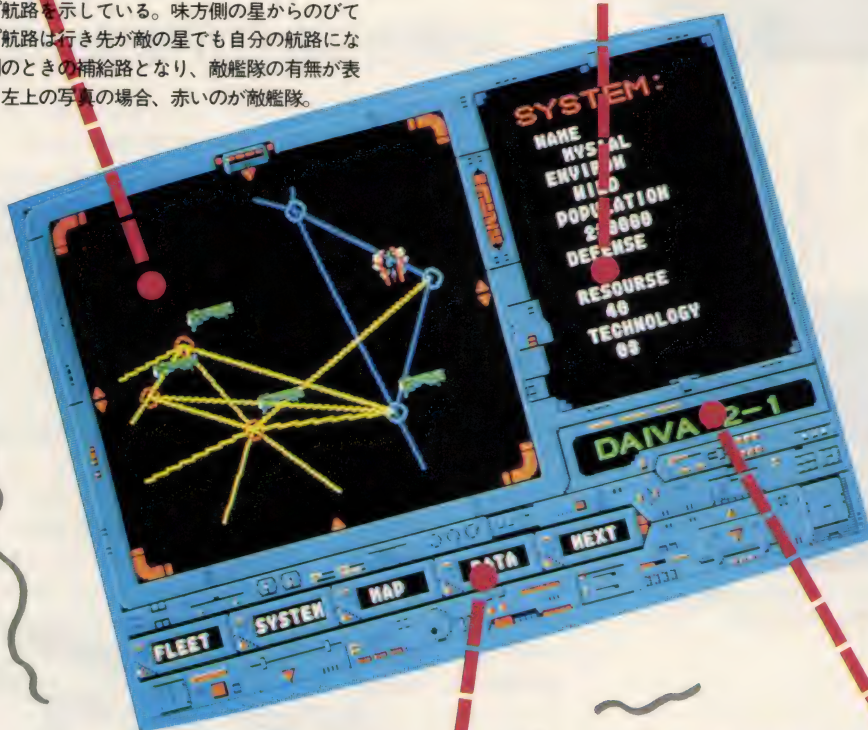 航路を示している。味方側の星からのびて
航路は行き先が敵の星でも自分の航路にな
のときの補給路となり、敵艦隊の有無が表
左上の写真の場合、赤いのが敵艦隊。
SYSTEM:
NAME
ENVIRON
POPULATION
DEFENSE
RESOURSE
40
TECHNOLOGY
03
DAIVA 2-1
FLEET
SYSTEM
MAP
DATA
NEXT